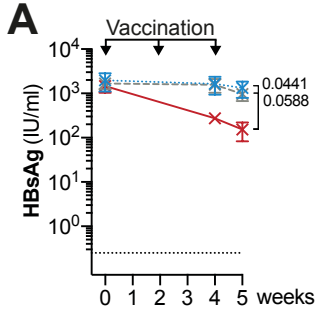 A
Vaccination
10⁴
10³
10²
10¹
10⁰
HBsAg (IU/ml)
0.0441
0.0588
0 1 2 3 4 5 weeks